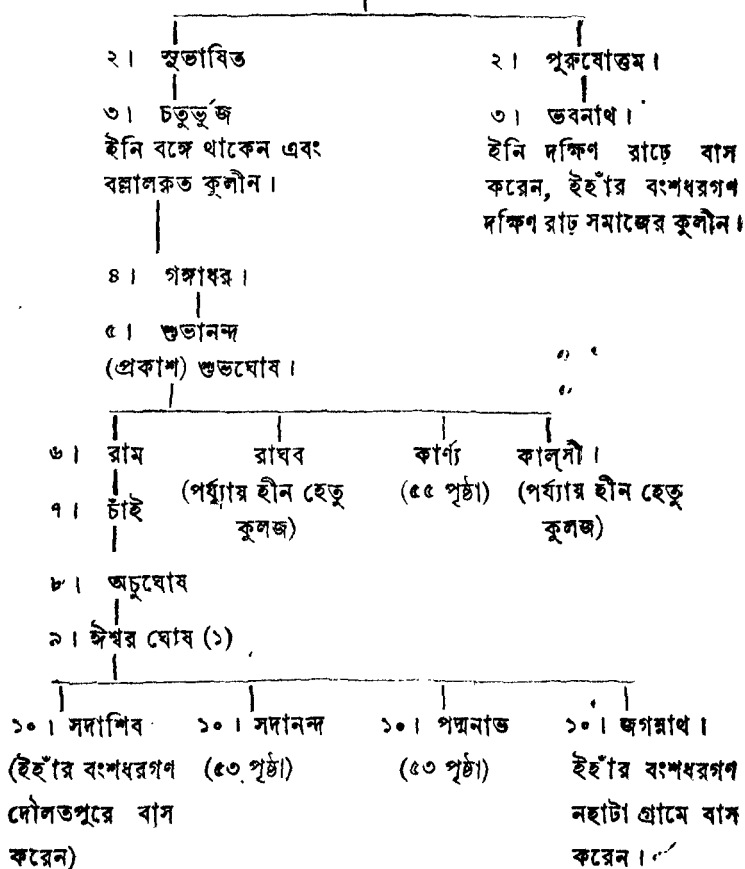 ২। সুভাষিত ২। পুরুষোত্তম।
৩। চতুর্ভুজ ৩। ভবনাথ।
ইনি বঙ্গে থাকেন এবং ইনি দক্ষিণ রাঢ়ে বাস
বল্লালকৃত কুলীন। করেন, ইহাঁর বংশধরগণ
দক্ষিণ রাঢ় সমাজের কুলীন।
৪। গঙ্গাধর।
৫। শুভানন্দ
(প্রকাশ) শুভঘোষ।
৬। রাম রাঘব কার্ণ্য কাল্সী।
(পর্য্যায় হীন হেতু (৫৫ পৃষ্ঠা) (পর্য্যায় হীন হেতু
৭। চাঁই কুলজ) কুলজ)
৮। অচুঘোষ
৯। ঈশ্বর ঘোষ (১)
১০। সদাশিব ১০। সদানন্দ ১০। পদ্মনাভ ১০। জগন্নাথ।
(ইহাঁর বংশধরগণ (৫৩ পৃষ্ঠা) (৫৩ পৃষ্ঠা) ইহাঁর বংশধরগণ
দৌলতপুরে বাস নহাটা গ্রামে বাস
করেন) করেন।